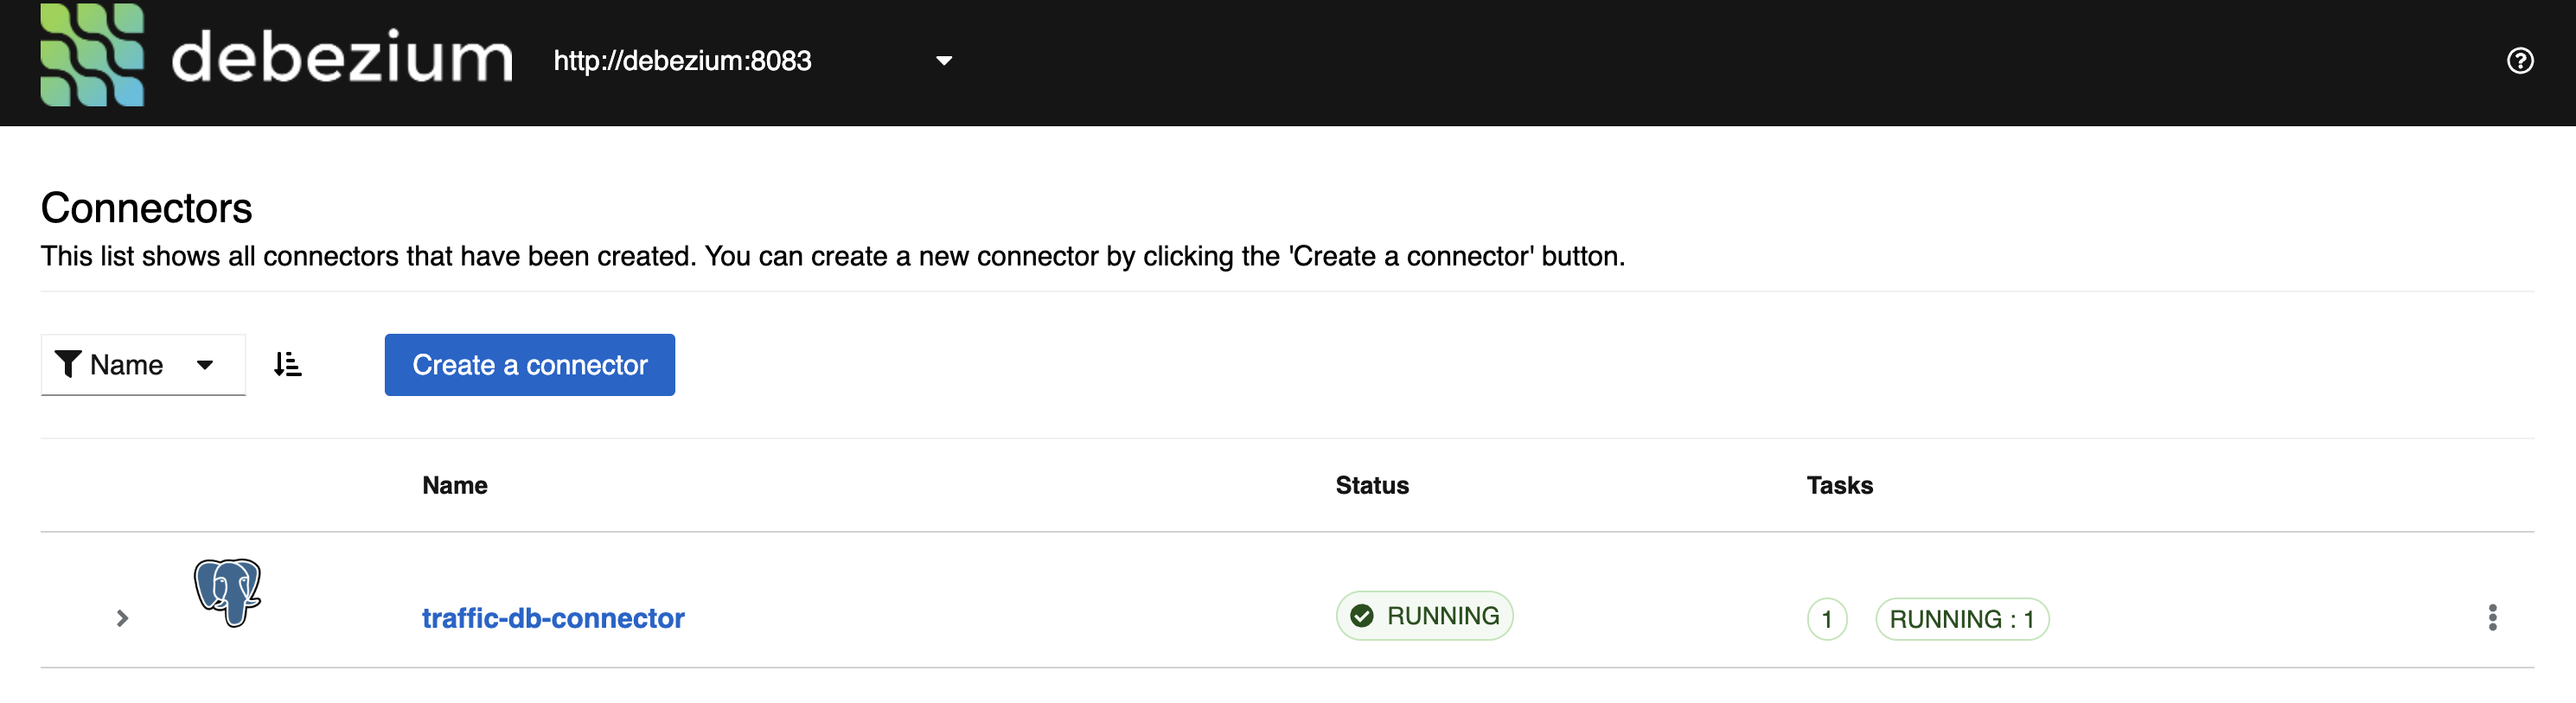 debezium http://debezium:8083
Connectors
This list shows all connectors that have been created. You can create a new connector by clicking the 'Create a connector' button.
Name Create a connector
Name Status Tasks
traffic-db-connector RUNNING 1 RUNNING : 1